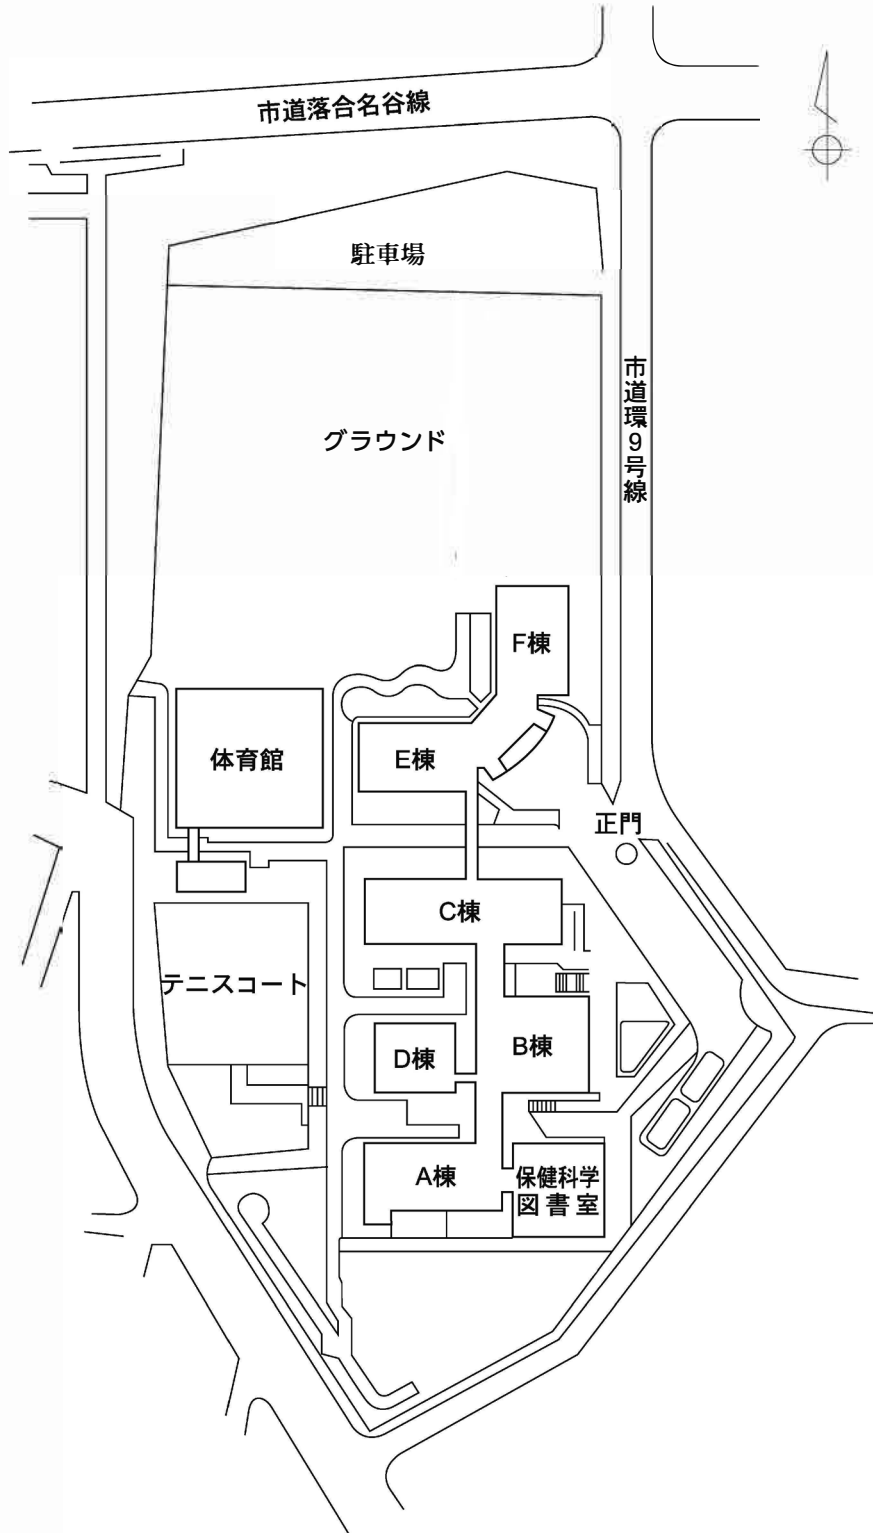 市道落合名谷線
駐車場
市道環9号線
グラウンド
F棟
体育館
E棟
正門
C棟
テニスコート
B棟
D棟
A棟
保健科学
図書室